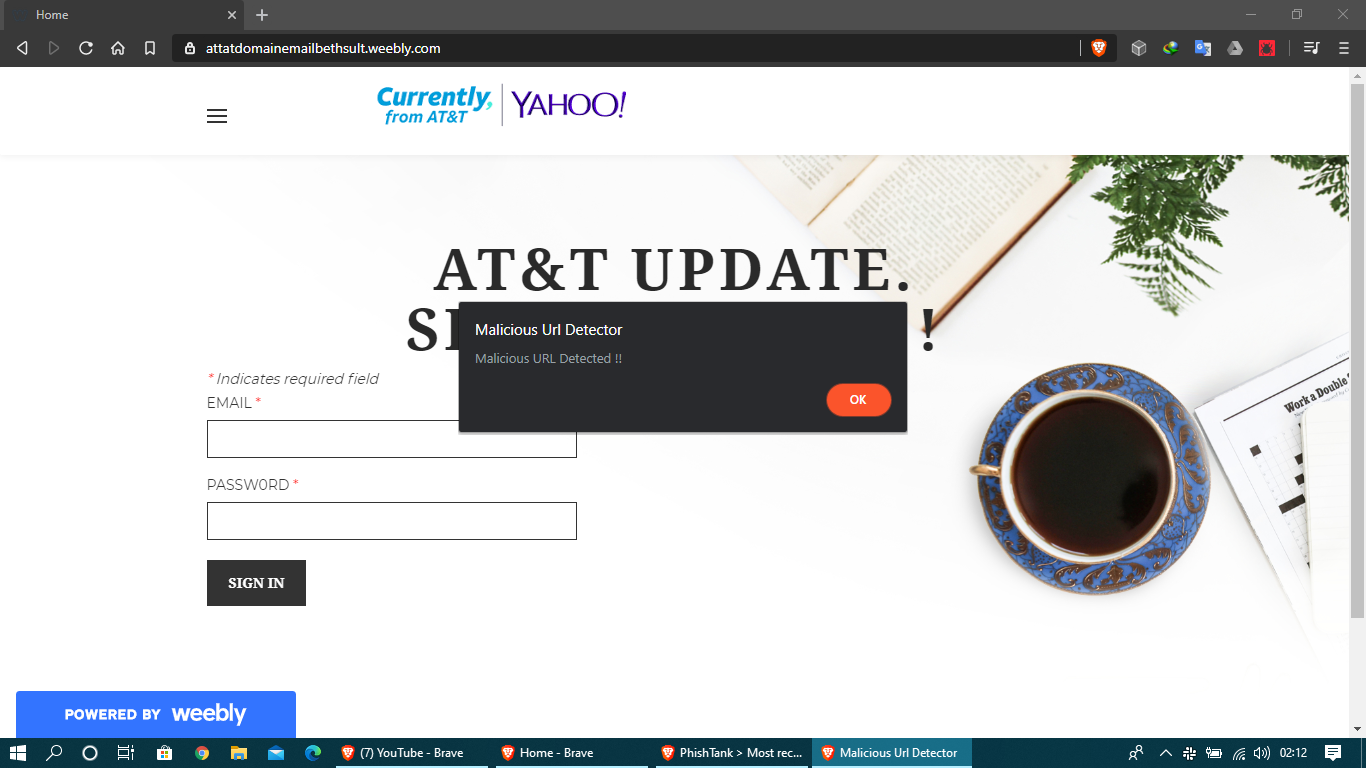 Home
attatdomainemailbethsult.weebly.com
Currently,
from AT&T
YAHOO!
AT&T UPDATE.
!
Malicious Url Detector
Malicious URL Detected !!
OK
* Indicates required field
EMAIL *
PASSW0RD *
SIGN IN
Work a Double
POWERED BY weebly
(7) YouTube - Brave
Home - Brave
PhishTank > Most rec...
Malicious Url Detector
02:12